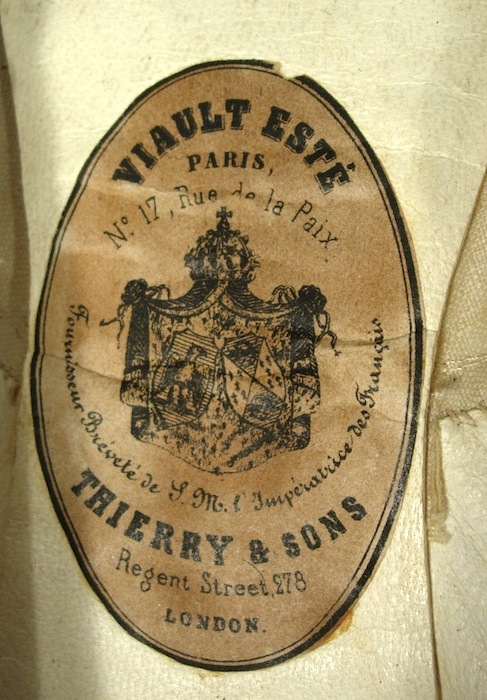 VIAULT ESTÉ
PARIS,
No. 17, Rue de la Paix
Fournisseur Bréveté de S. M. l'Impératrice des Français
THIERRY & SONS
Regent Street, 278
LONDON.